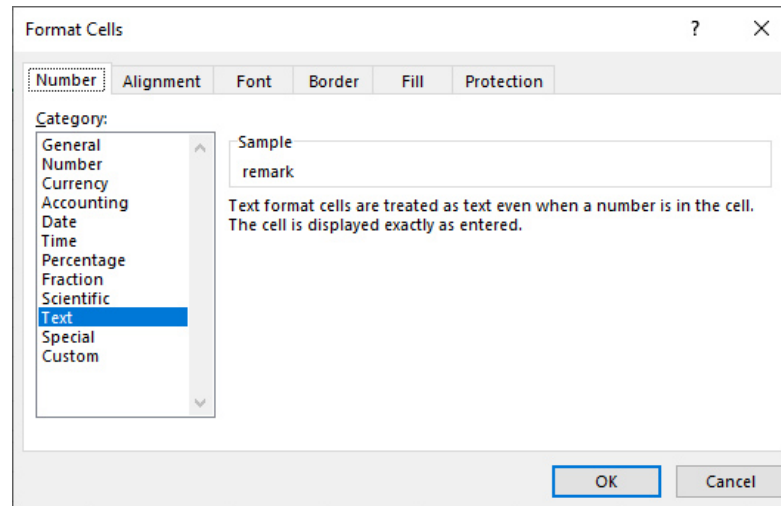 Format Cells
?
Number Alignment Font Border Fill Protection
Category:
General
Number
Currency
Accounting
Date
Time
Percentage
Fraction
Scientific
Text
Special
Custom
Sample
remark
Text format cells are treated as text even when a number is in the cell.
The cell is displayed exactly as entered.
OK Cancel